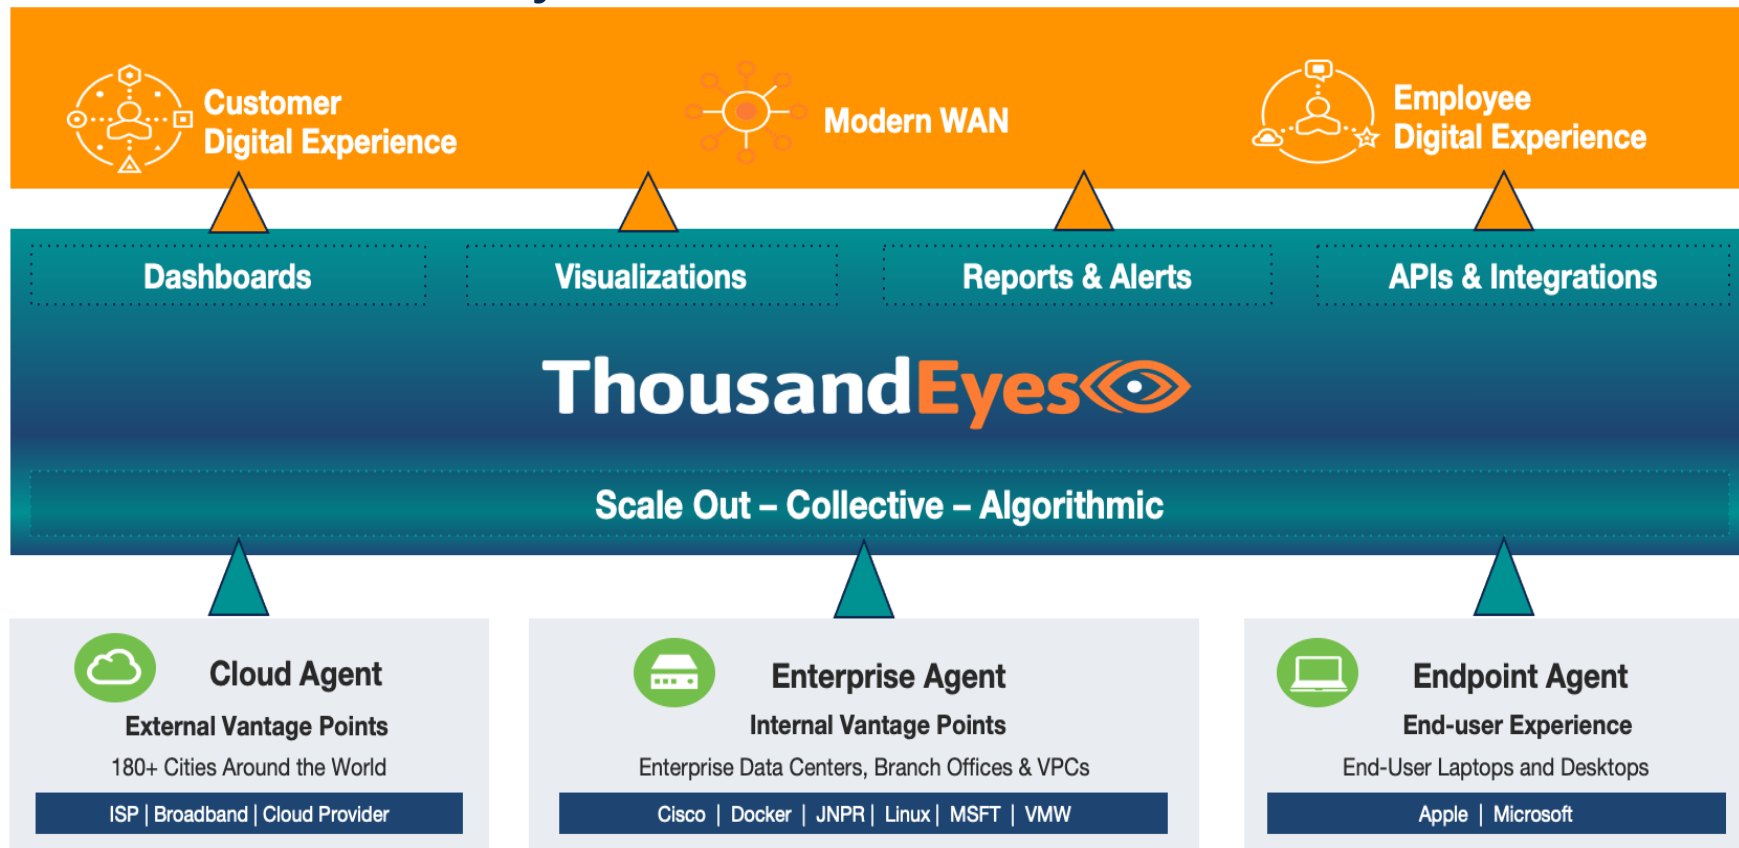 Customer
Digital Experience
Modern WAN
Employee
Digital Experience
Dashboards
Visualizations
Reports & Alerts
APIs & Integrations
ThousandEyes
Scale Out – Collective – Algorithmic
Cloud Agent
External Vantage Points
180+ Cities Around the World
ISP | Broadband | Cloud Provider
Enterprise Agent
Internal Vantage Points
Enterprise Data Centers, Branch Offices & VPCs
Cisco | Docker | JNPR | Linux | MSFT | VMW
Endpoint Agent
End-user Experience
End-User Laptops and Desktops
Apple | Microsoft